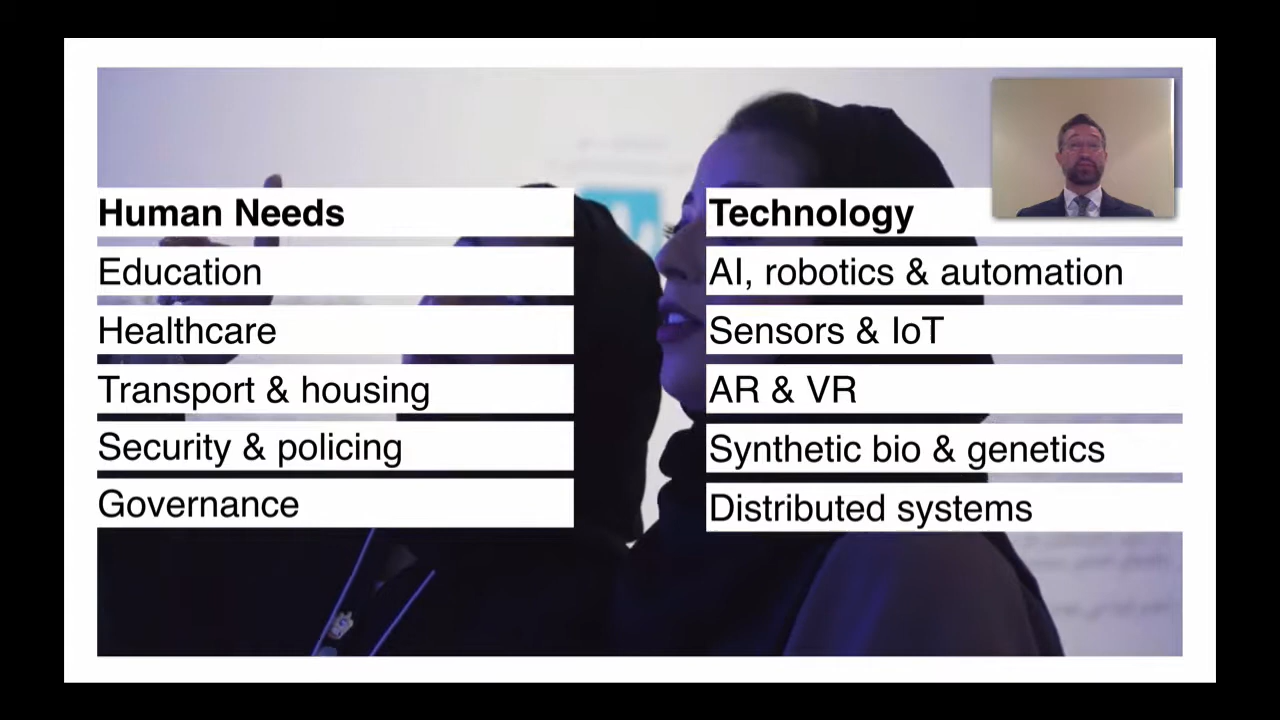 Human Needs
Education
Healthcare
Transport & housing
Security & policing
Governance
Technology
AI, robotics & automation
Sensors & IoT
AR & VR
Synthetic bio & genetics
Distributed systems